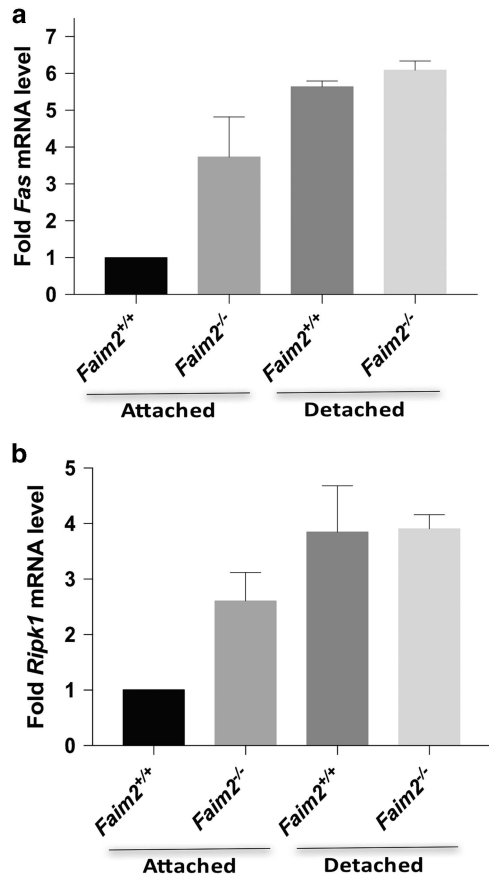 a
Fold Fas mRNA level
7
6
5
4
3
2
1
0
Faim2+/+
Faim2-/-
Faim2+/+
Faim2-/-
Attached
Detached
b
Fold Ripk1 mRNA level
5
4
3
2
1
0
Faim2+/+
Faim2-/-
Faim2+/+
Faim2-/-
Attached
Detached